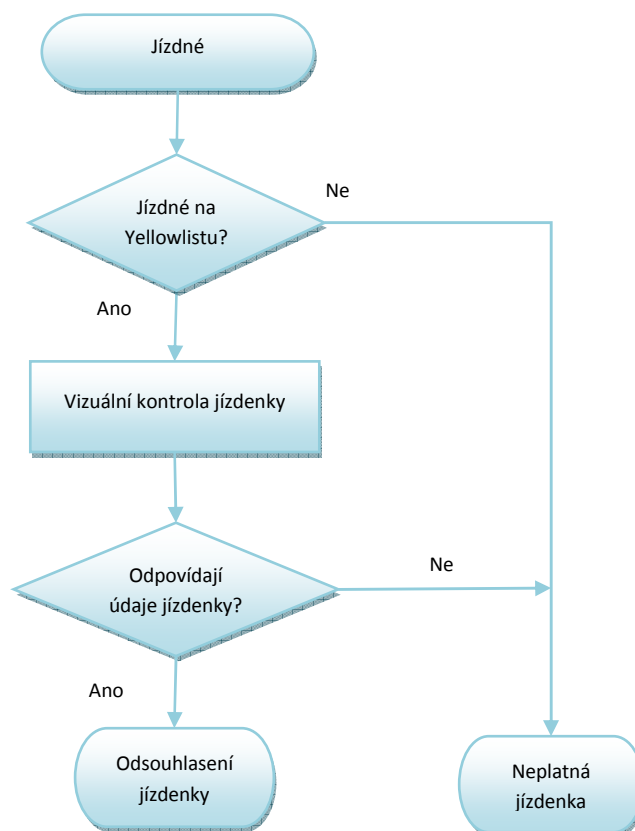 Jízdné
Ne
Jízdné na
Yellowlistu?
Ano
Vizuální kontrola jízdenky
Odpovídají
údaje jízdenky?
Ne
Ano
Odsouhlasení
jízdenky
Neplatná
jízdenka